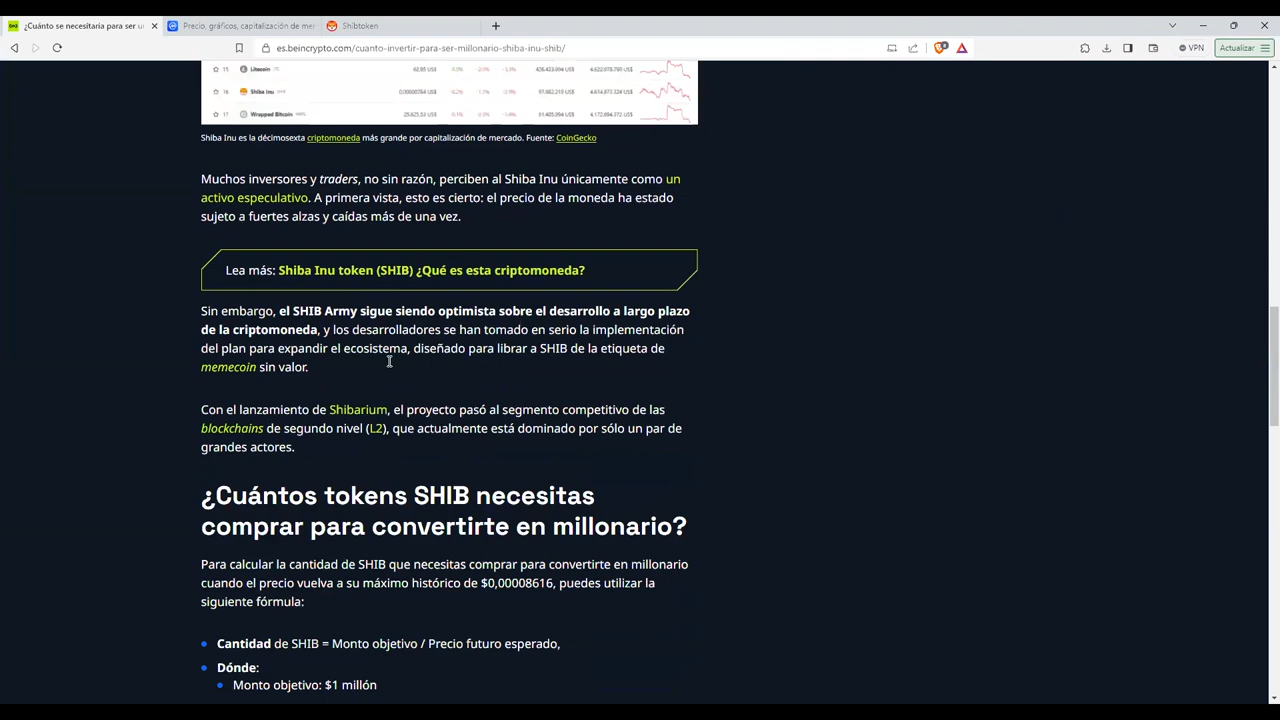 ¿Cuánto se necesitaria para ser u
Precio, gráficos, capitalización de mer
Shibtoken
es.beincrypto.com/cuanto-invertir-para-ser-millonario-shiba-inu-shib/
VPN
Actualizar
15 Litecoin
16 Shiba Inu
17 Wrapped Bitcoin
Shiba Inu es la décimosexta criptomoneda más grande por capitalización de mercado. Fuente: CoinGecko
Muchos inversores y traders, no sin razón, perciben al Shiba Inu únicamente como un
activo especulativo. A primera vista, esto es cierto: el precio de la moneda ha estado
sujeto a fuertes alzas y caídas más de una vez.
Lea más: Shiba Inu token (SHIB) ¿Qué es esta criptomoneda?
Sin embargo, el SHIB Army sigue siendo optimista sobre el desarrollo a largo plazo
de la criptomoneda, y los desarrolladores se han tomado en serio la implementación
del plan para expandir el ecosistema, diseñado para librar a SHIB de la etiqueta de
memecoin sin valor.
Con el lanzamiento de Shibarium, el proyecto pasó al segmento competitivo de las
blockchains de segundo nivel (L2), que actualmente está dominado por sólo un par de
grandes actores.
¿Cuántos tokens SHIB necesitas
comprar para convertirte en millonario?
Para calcular la cantidad de SHIB que necesitas comprar para convertirte en millonario
cuando el precio vuelva a su máximo histórico de $0,00008616, puedes utilizar la
siguiente fórmula:
Cantidad de SHIB = Monto objetivo / Precio futuro esperado,
Dónde:
Monto objetivo: $1 millón